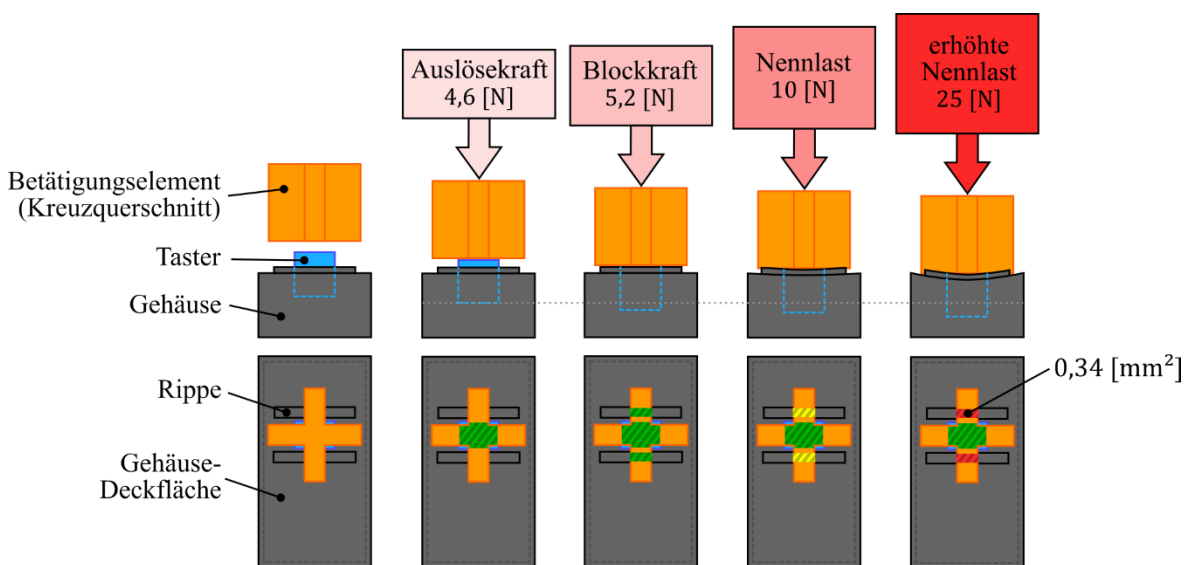 Auslösekraft
4,6 [N]
Blockkraft
5,2 [N]
Nennlast
10 [N]
erhöhte
Nennlast
25 [N]
Betätigungselement
(Kreuzquerschnitt)
Taster
Gehäuse
Rippe
0,34 [mm²]
Gehäuse-
Deckfläche